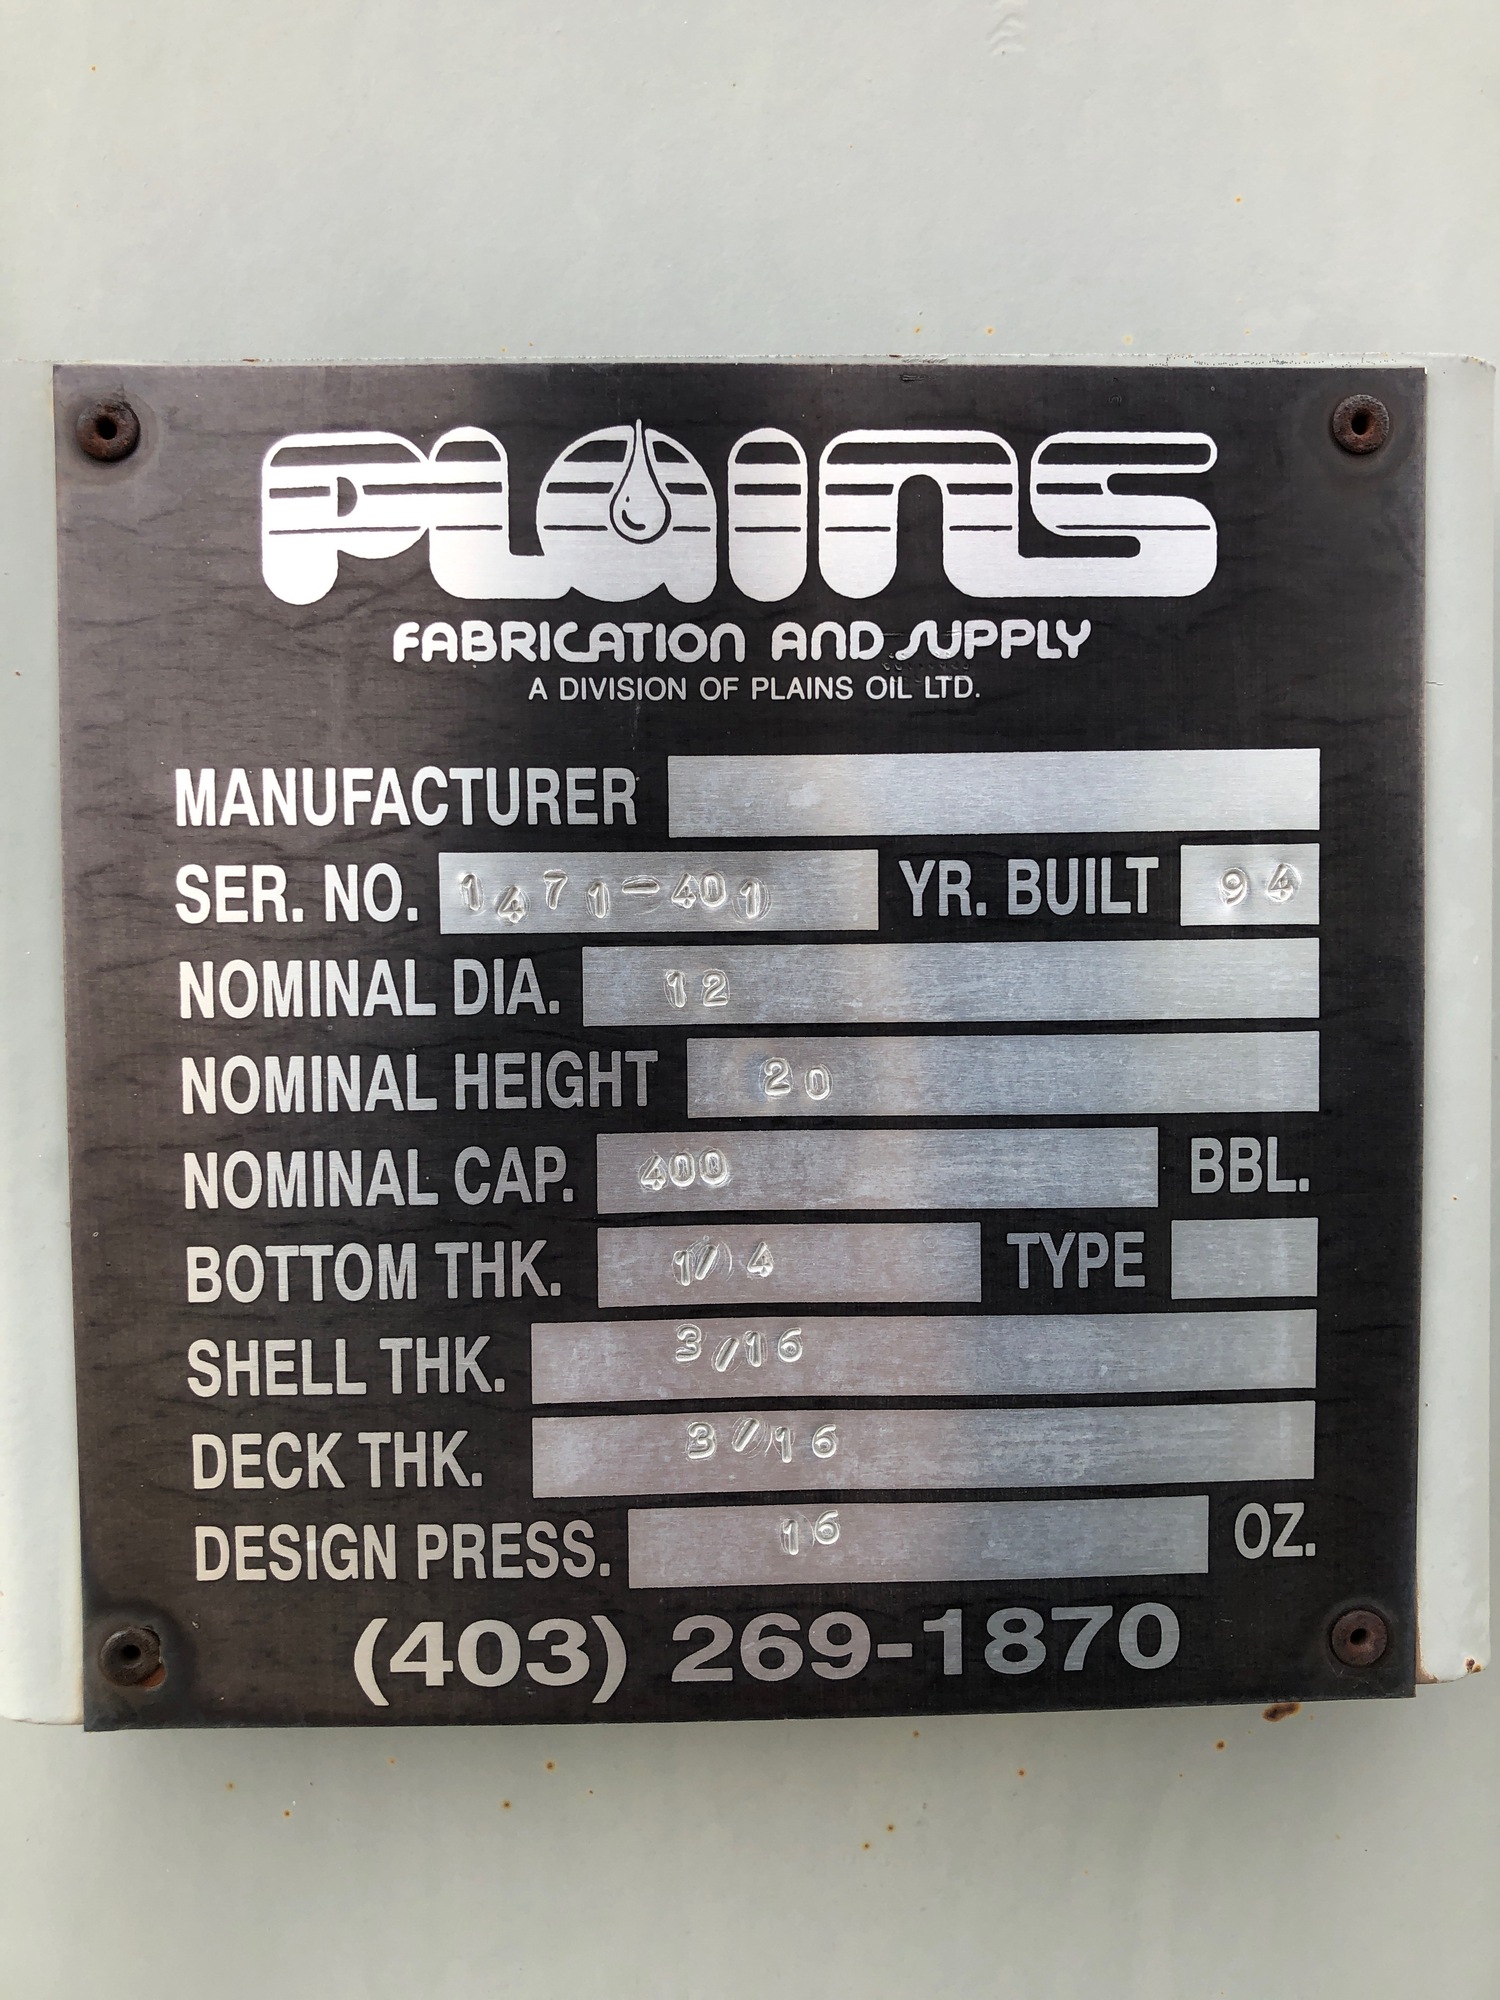 PLAINS
FABRICATION AND SUPPLY
A DIVISION OF PLAINS OIL LTD.
MANUFACTURER
SER. NO. 1471-401 YR. BUILT 94
NOMINAL DIA. 12
NOMINAL HEIGHT 20
NOMINAL CAP. 400 BBL.
BOTTOM THK. 1/4 TYPE
SHELL THK. 3/16
DECK THK. 3/16
DESIGN PRESS. 16 OZ.
(403) 269-1870